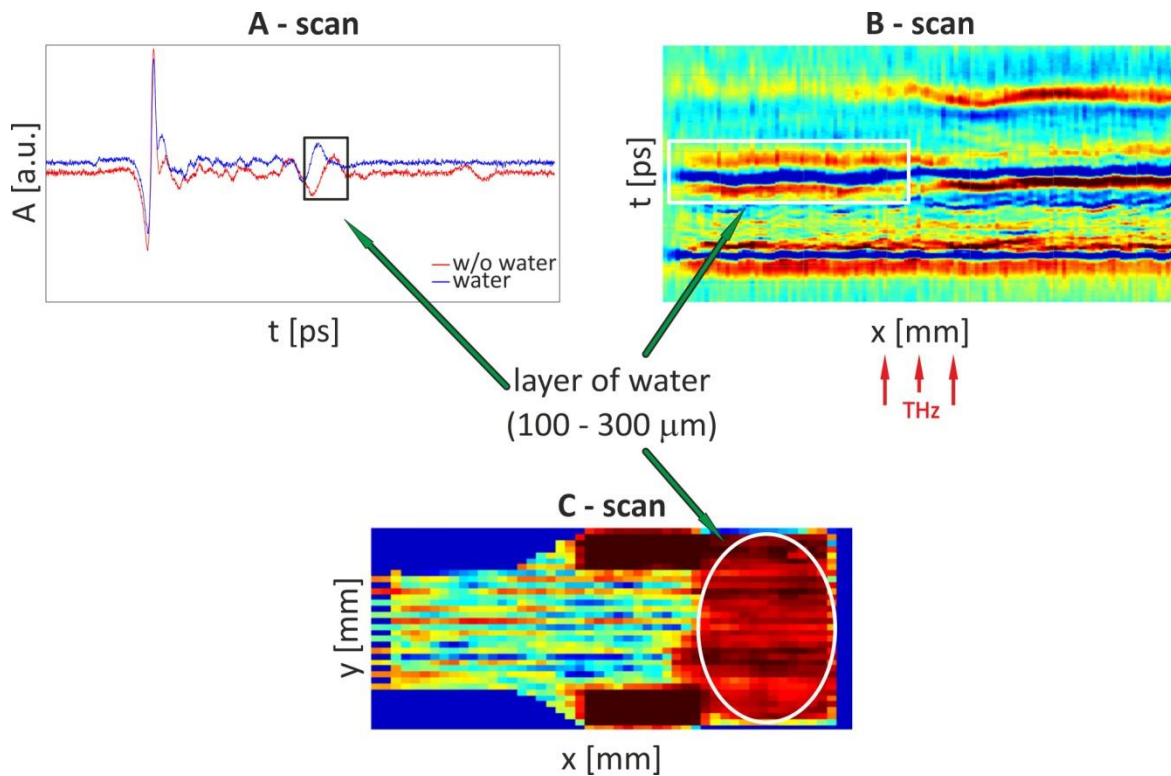 A - scan
B - scan
A [a.u.]
w/o water
water
t [ps]
t [ps]
x [mm]
THz
layer of water
(100 - 300 μm)
C - scan
y [mm]
x [mm]